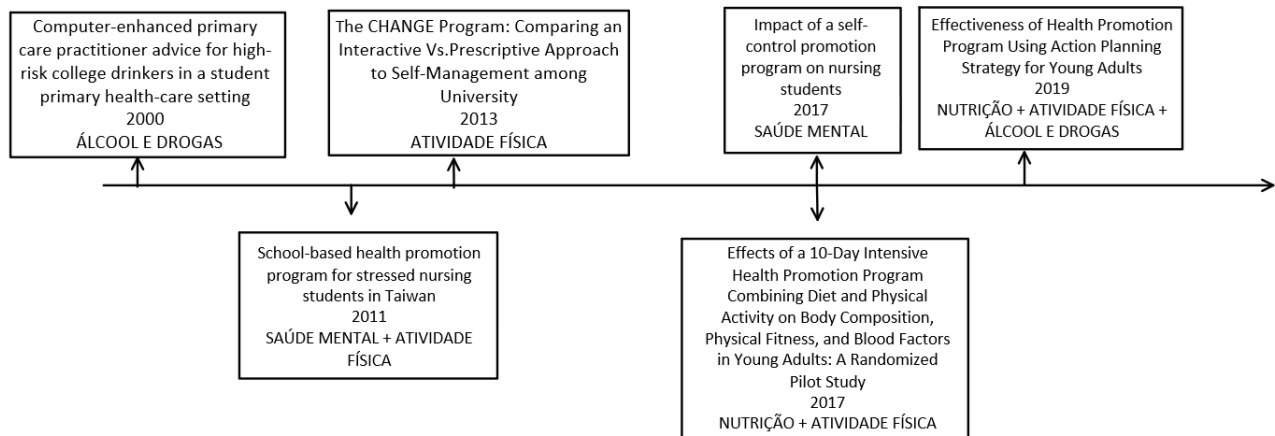 Computer-enhanced primary
care practitioner advice for high-
risk college drinkers in a student
primary health-care setting
2000
ÁLCOOL E DROGAS
The CHANGE Program: Comparing an
Interactive Vs.Prescriptive Approach
to Self-Management among
University
2013
ATIVIDADE FÍSICA
Impact of a self-
control promotion
program on nursing
students
2017
SAÚDE MENTAL
Effectiveness of Health Promotion
Program Using Action Planning
Strategy for Young Adults
2019
NUTRIÇÃO + ATIVIDADE FÍSICA +
ÁLCOOL E DROGAS
School-based health promotion
program for stressed nursing
students in Taiwan
2011
SAÚDE MENTAL + ATIVIDADE
FÍSICA
Effects of a 10-Day Intensive
Health Promotion Program
Combining Diet and Physical
Activity on Body Composition,
Physical Fitness, and Blood Factors
in Young Adults: A Randomized
Pilot Study
2017
NUTRIÇÃO + ATIVIDADE FÍSICA